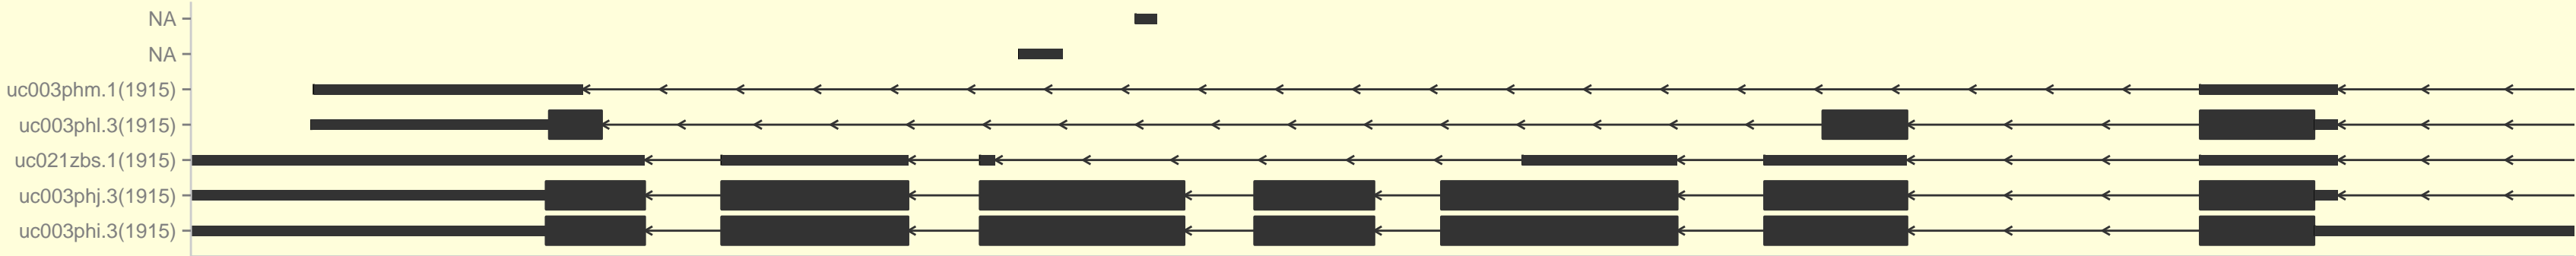 NA
NA
uc003phm.1(1915)
uc003phl.3(1915)
uc021zbs.1(1915)
uc003phj.3(1915)
uc003phi.3(1915)